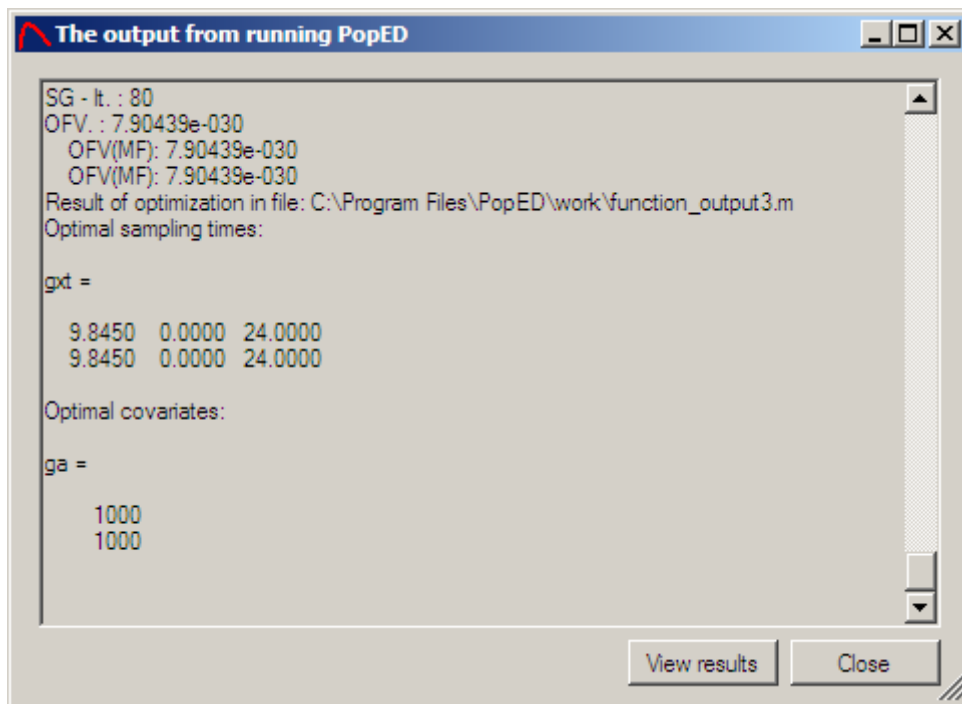 The output from running PopED
SG - It. : 80
OFV. : 7.90439e-030
OFV(MF): 7.90439e-030
OFV(MF): 7.90439e-030
Result of optimization in file: C:\Program Files\PopED\work\function_output3.m
Optimal sampling times:
gxt =
9.8450 0.0000 24.0000
9.8450 0.0000 24.0000
Optimal covariates:
ga =
1000
1000
View results Close